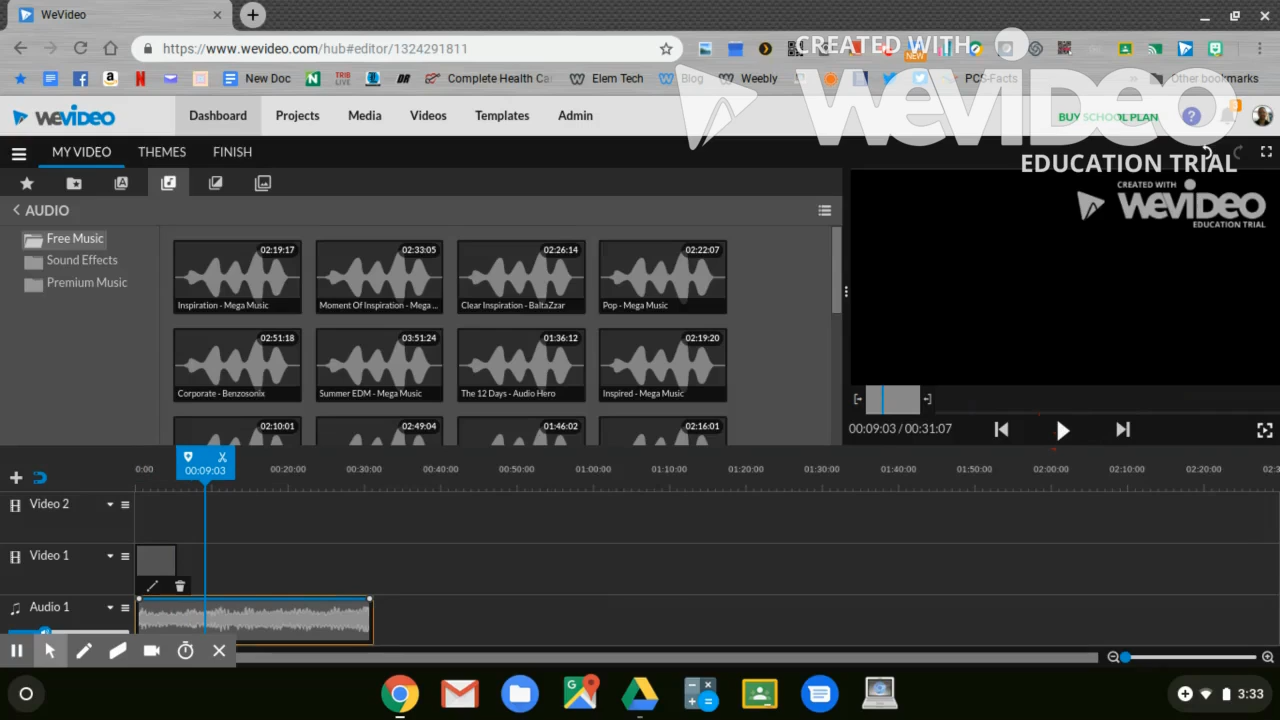 WeVideo
https://www.wevideo.com/hub#editor/1324291811
CREATED WITH
NEW
New Doc
TRIB LIVE
DR
Complete Health Ca
Elem Tech
Blog
Weebly
PCS-Facts
Other bookmarks
WEVIDEO
Dashboard
Projects
Media
Videos
Templates
Admin
WEVIDEO
BUY SCHOOL PLAN
EDUCATION TRIAL
MY VIDEO
THEMES
FINISH
AUDIO
Free Music
Sound Effects
Premium Music
02:19:17
Inspiration - Mega Music
02:33:05
Moment Of Inspiration - Mega ...
02:26:14
Clear Inspiration - BaltaZzar
02:22:07
Pop - Mega Music
02:51:18
Corporate - Benzosonix
03:51:24
Summer EDM - Mega Music
01:36:12
The 12 Days - Audio Hero
02:19:20
Inspired - Mega Music
02:10:01
02:49:04
01:46:02
02:16:01
CREATED WITH
WEVIDEO
EDUCATION TRIAL
00:09:03 / 00:31:07
0:00
00:09:03
00:20:00
00:30:00
00:40:00
00:50:00
01:00:00
01:10:00
01:20:00
01:30:00
01:40:00
01:50:00
02:00:00
02:10:00
02:20:00
Video 2
Video 1
Audio 1
3:33